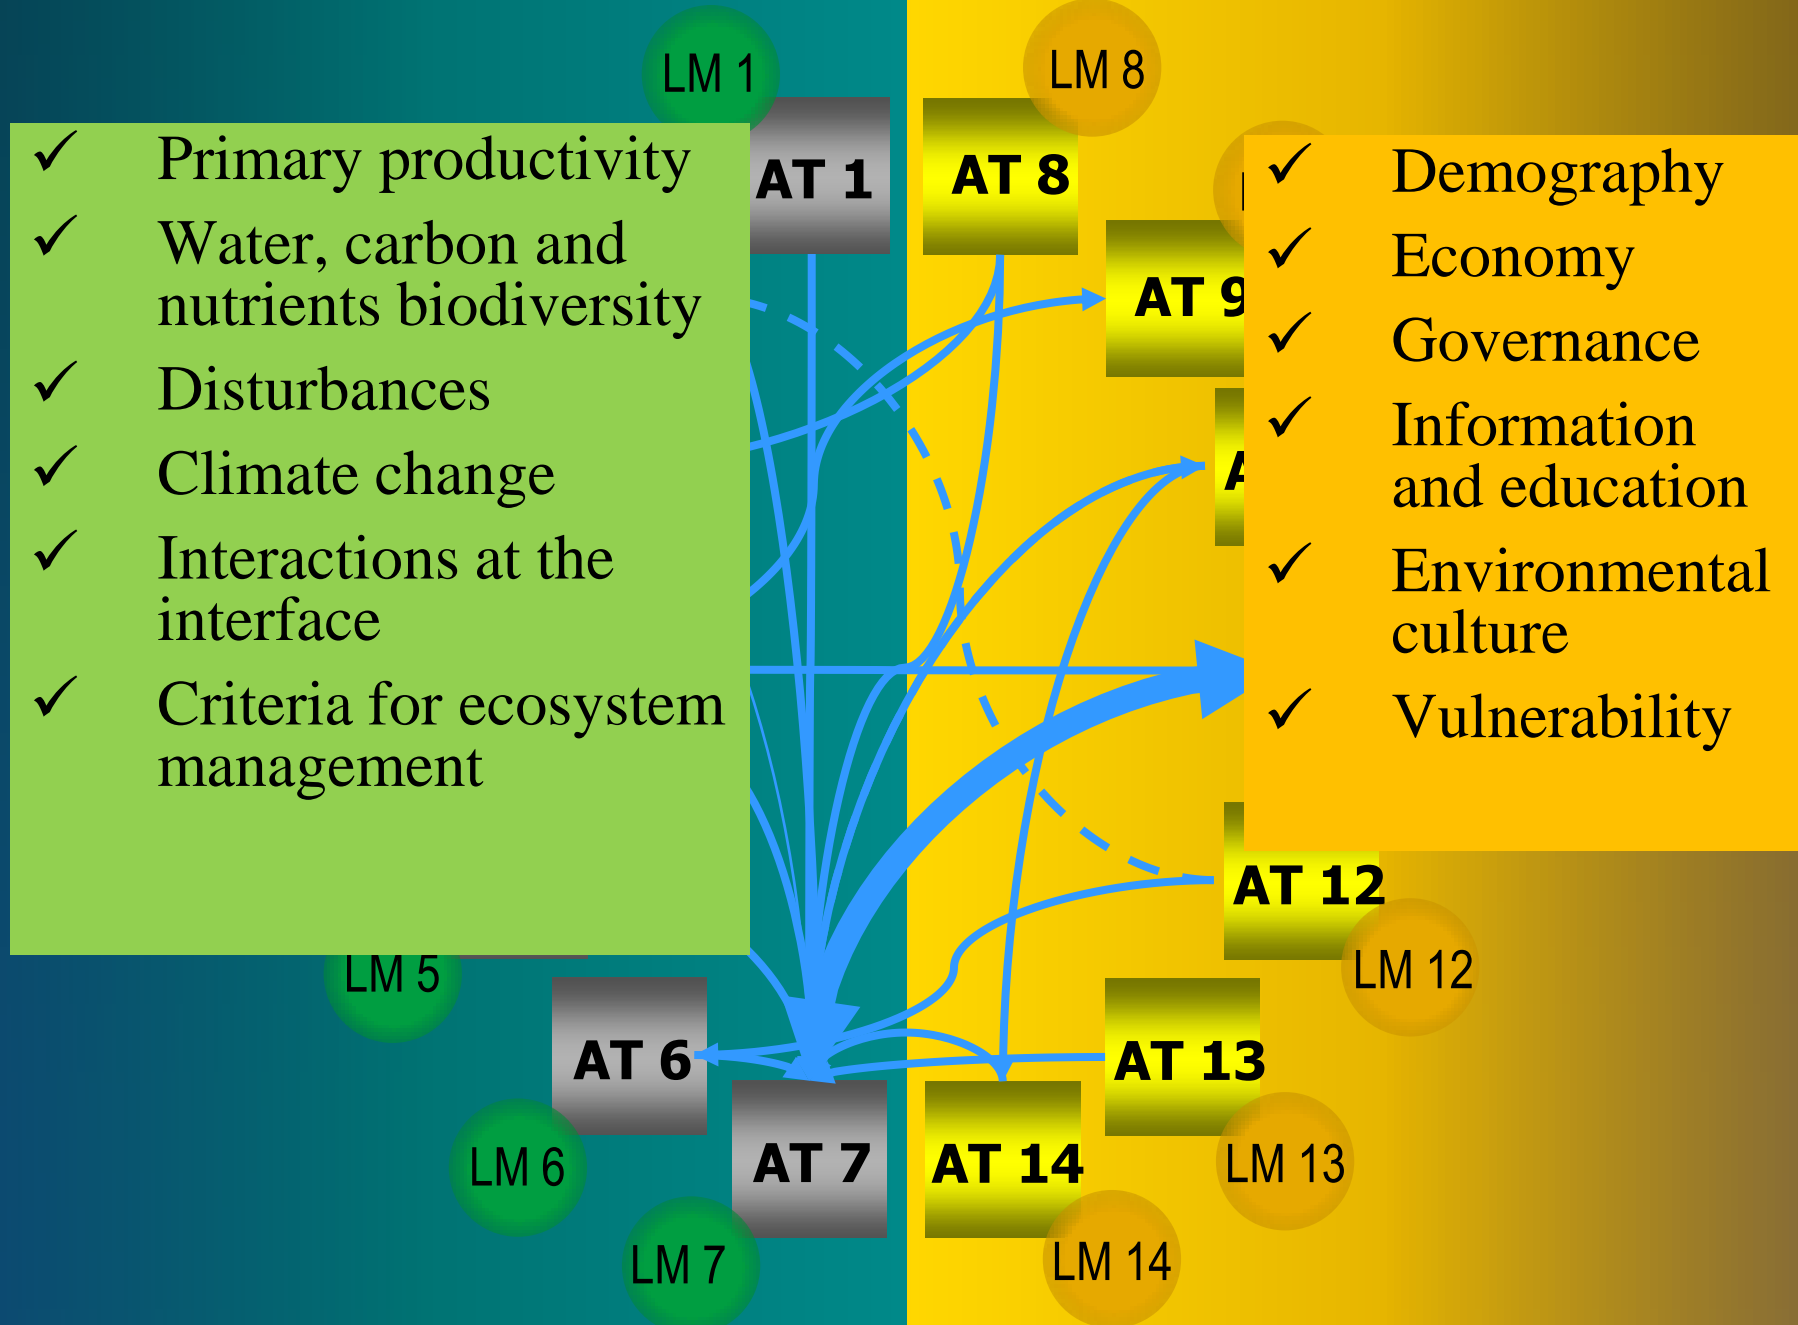 LM 1
LM 8
AT 1
AT 8
AT 9
✓ Primary productivity
✓ Water, carbon and
nutrients biodiversity
✓ Disturbances
✓ Climate change
✓ Interactions at the
interface
✓ Criteria for ecosystem
management
✓ Demography
✓ Economy
✓ Governance
✓ Information
and education
✓ Environmental
culture
✓ Vulnerability
AT 12
LM 12
LM 5
AT 6
AT 13
LM 6
AT 7
AT 14
LM 13
LM 7
LM 14